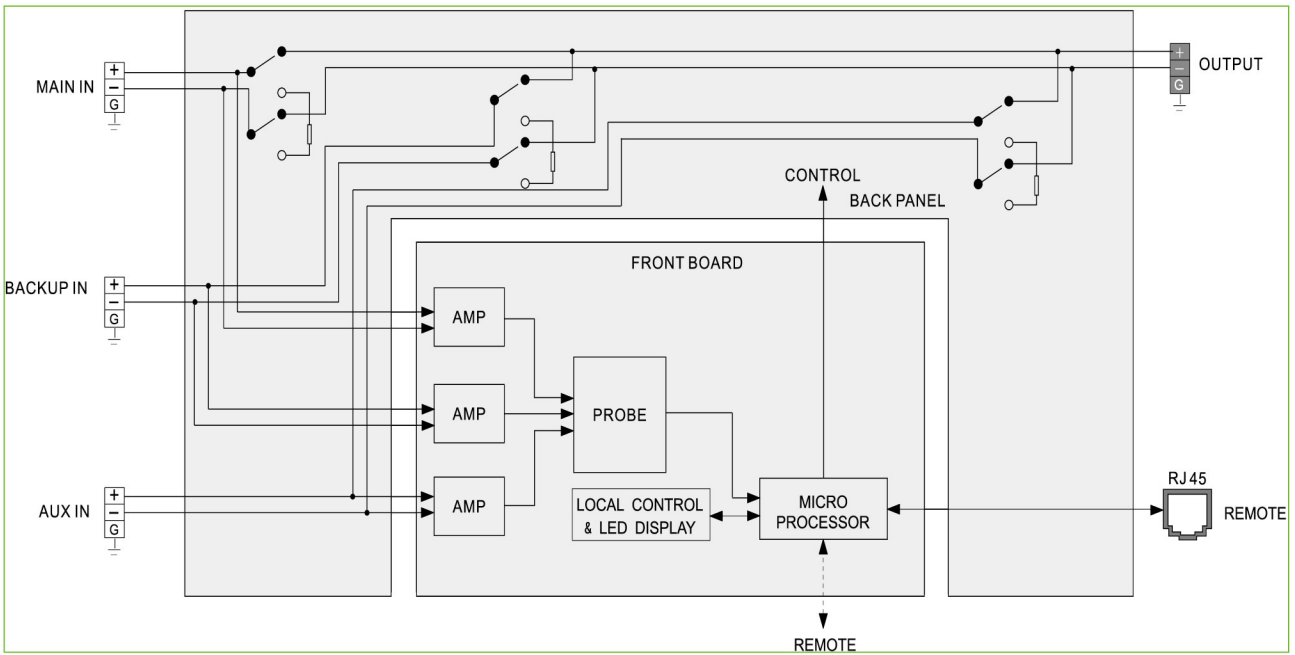 MAIN IN
+
−
G
+
−
G
OUTPUT
CONTROL
BACK PANEL
FRONT BOARD
BACKUP IN
+
−
G
AMP
AMP
PROBE
AMP
AUX IN
+
−
G
LOCAL CONTROL
& LED DISPLAY
MICRO
PROCESSOR
RJ45
REMOTE
REMOTE